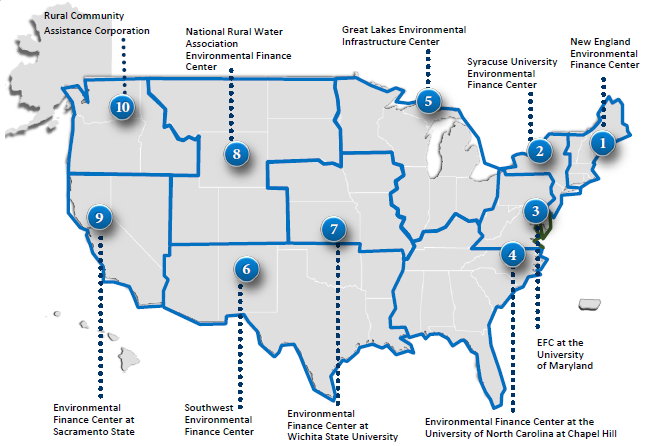 Rural Community
Assistance Corporation
National Rural Water
Association
Environmental Finance
Center
Great Lakes Environmental
Infrastructure Center
Syracuse University
Environmental
Finance Center
New England
Environmental
Finance Center
10
8
5
2
1
9
7
3
6
4
EFC at the
University
of Maryland
Environmental
Finance Center at
Sacramento State
Southwest
Environmental
Finance Center
Environmental
Finance Center at
Wichita State University
Environmental Finance Center at the
University of North Carolina at Chapel Hill